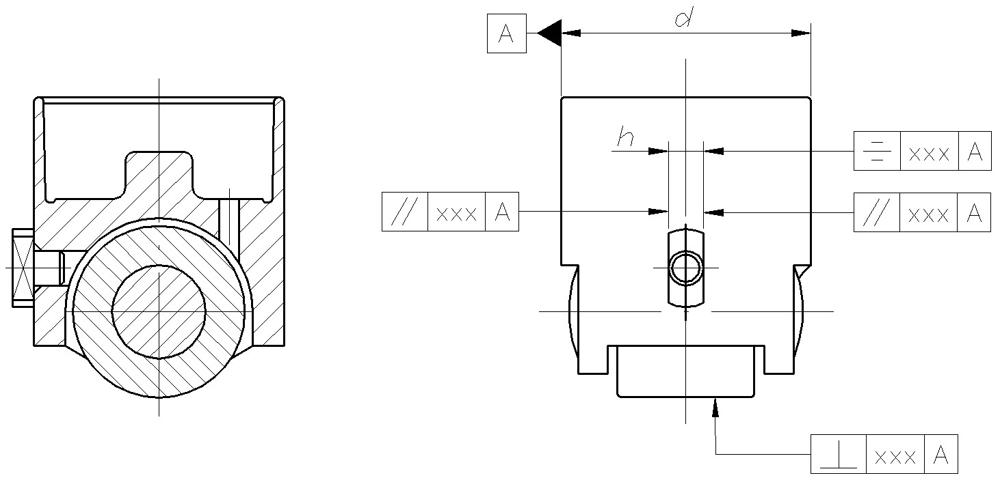 d
A
h
⌯ xxx A
// xxx A
// xxx A
⊥ xxx A